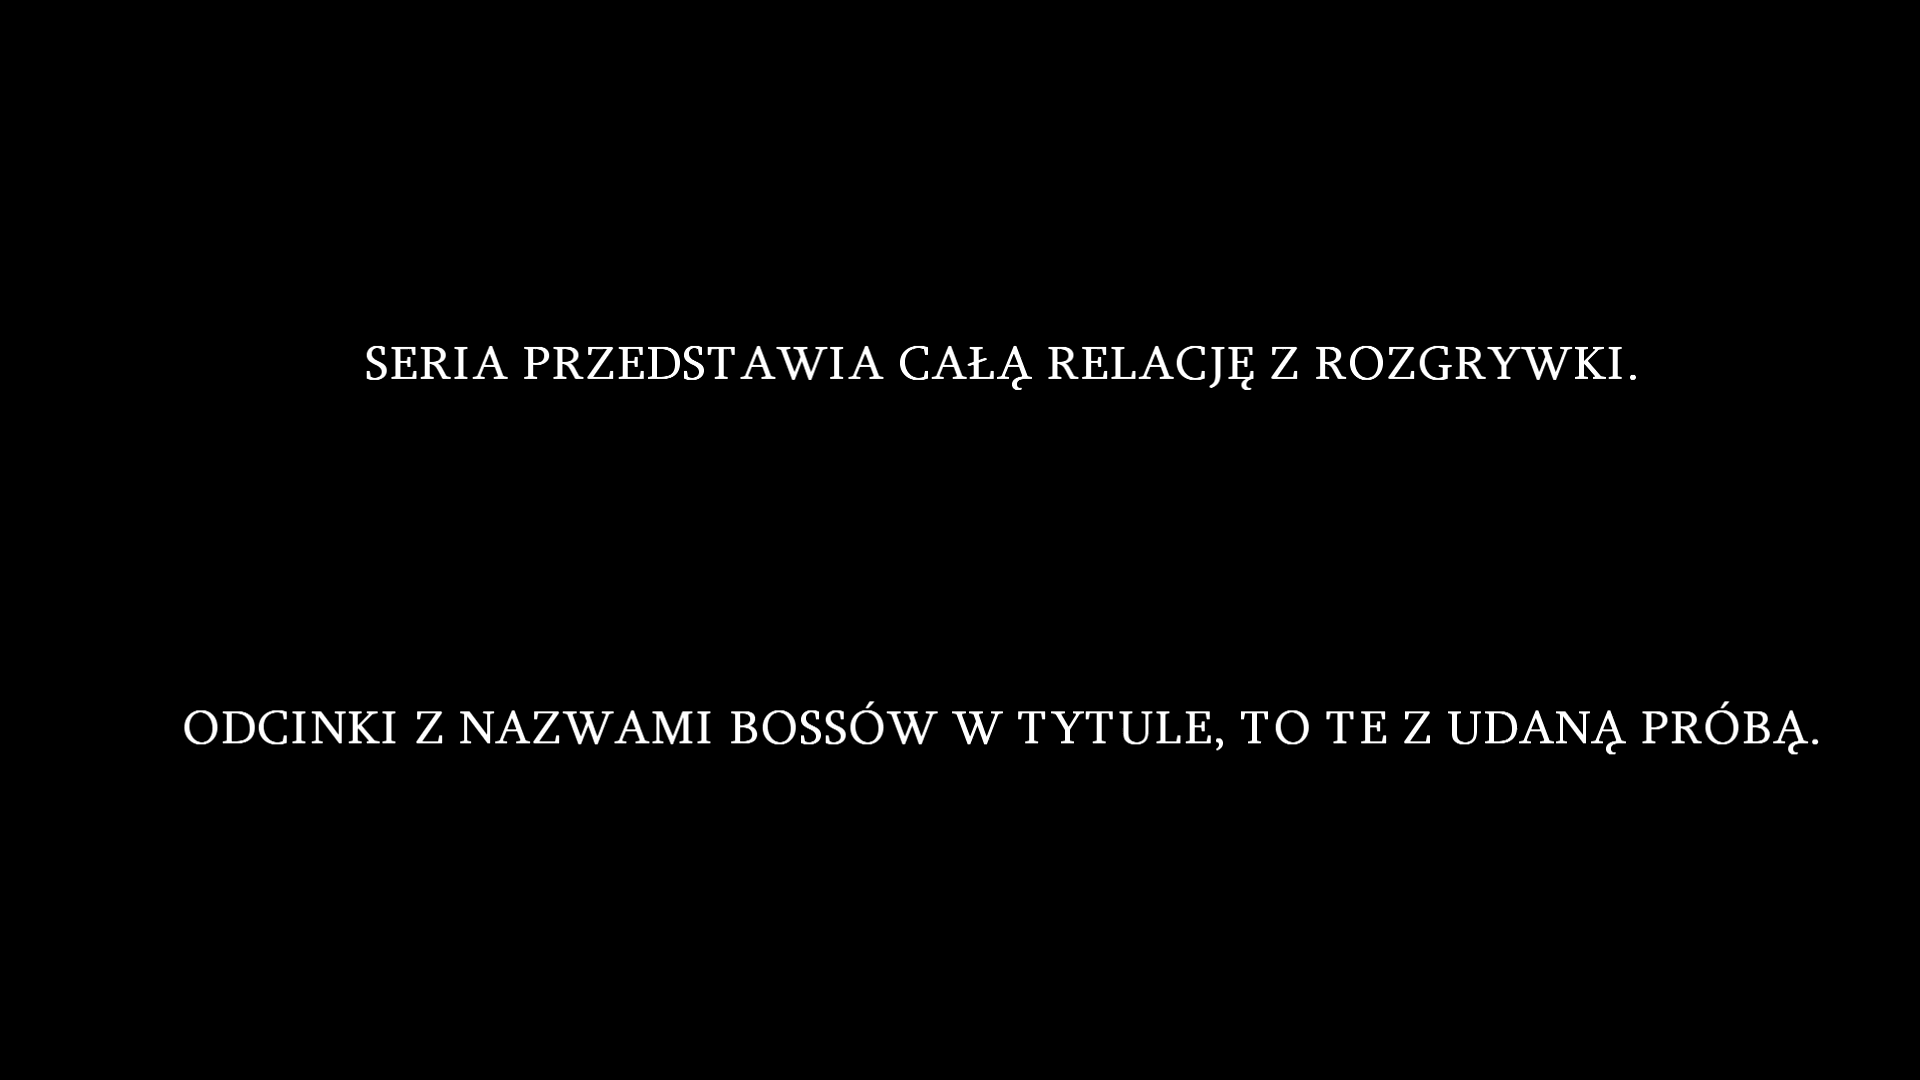 SERIA PRZEDSTAWIA CAŁĄ RELACJĘ Z ROZGRYWKI.
ODCINKI Z NAZWAMI BOSSÓW W TYTULE, TO TE Z UDANĄ PRÓBĄ.